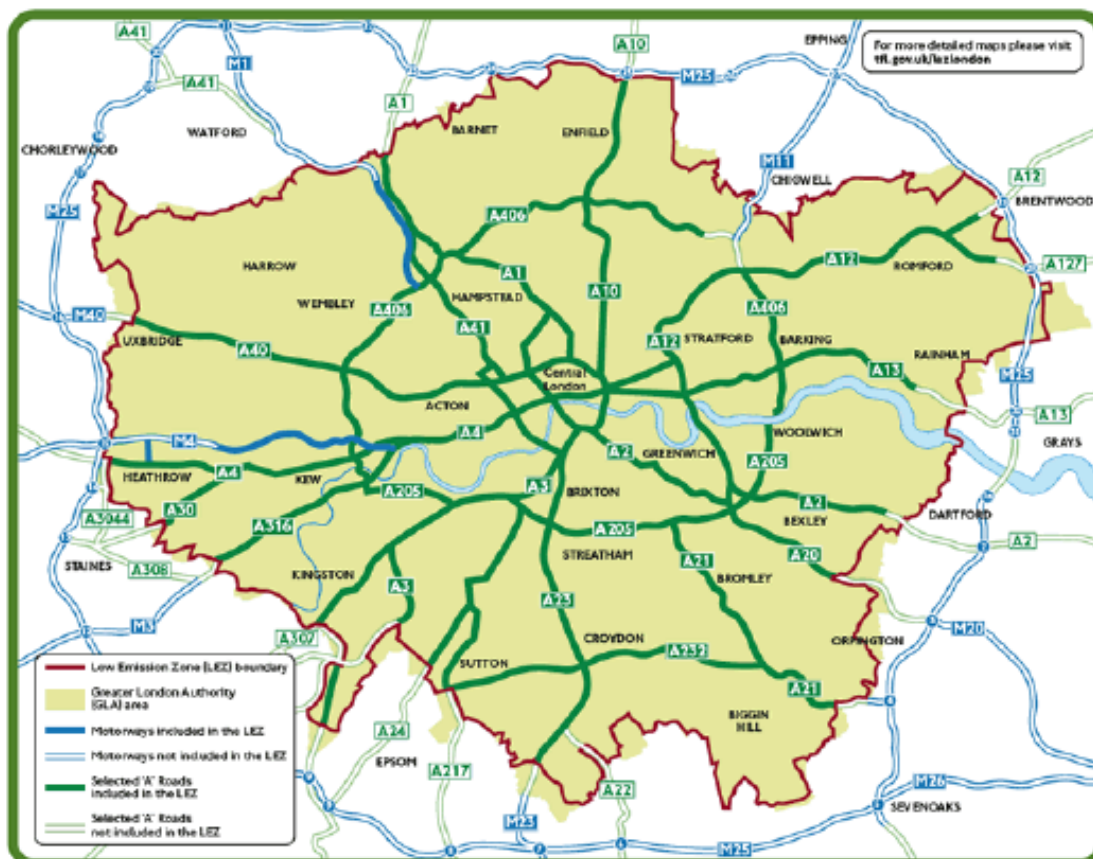 A41
A10
EPPING
For more detailed maps please visit
tfl.gov.uk/lezlondon
M1
M25
A41
A1
WATFORD
BARNET
ENFIELD
CHORLEYWOOD
M11
CHIGWELL
A12
BRENTWOOD
M25
A406
HARROW
A1
A12
ROMFORD
A127
WEMBLEY
HAMPSTEAD
A10
A406
M40
A406
A41
UXBRIDGE
A40
A12
STRATFORD
BARKING
RAINHAM
Central
London
A13
M25
ACTON
A13
M4
A4
WOODWICH
GRAYS
HEATHROW
A4
KEW
A2
GREENWICH
A205
A205
A3
BRIXTON
A2
A3044
A30
A316
A205
BEXLEY
DARTFORD
A2
STAINES
A308
STREATHAM
A21
A20
KINGSTON
A3
BROMLEY
A23
M3
A307
CROYDON
A232
ORPINGTON
M20
SUTTON
A21
BIGGIN
HILL
A24
EPSOM
A217
A22
M26
SEVENOAKS
M23
M25
Low Emission Zone (LEZ) boundary
Greater London Authority
(GLA) area
Motorways included in the LEZ
Motorways not included in the LEZ
Selected 'A' Roads
included in the LEZ
Selected 'A' Roads
not included in the LEZ